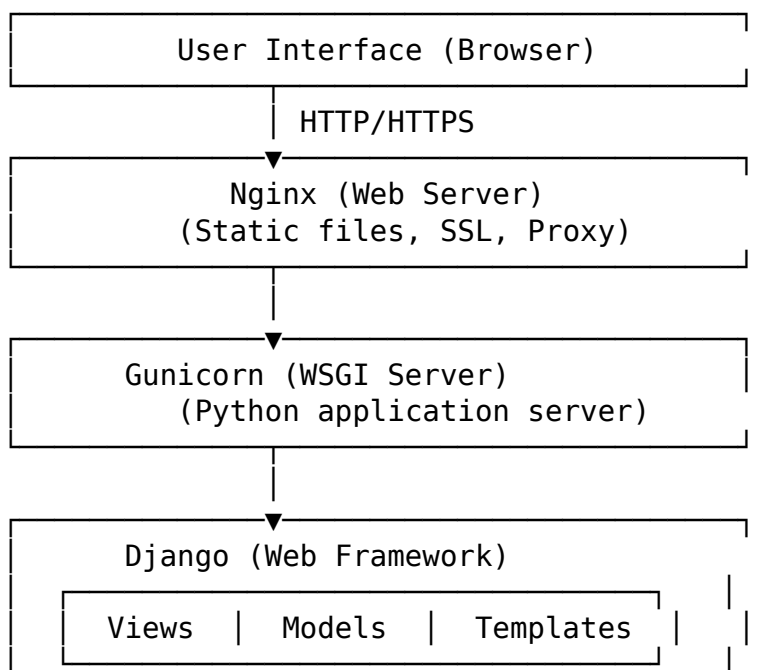 User Interface (Browser)
HTTP/HTTPS
Nginx (Web Server)
(Static files, SSL, Proxy)
Gunicorn (WSGI Server)
(Python application server)
Django (Web Framework)
Views │ Models │ Templates